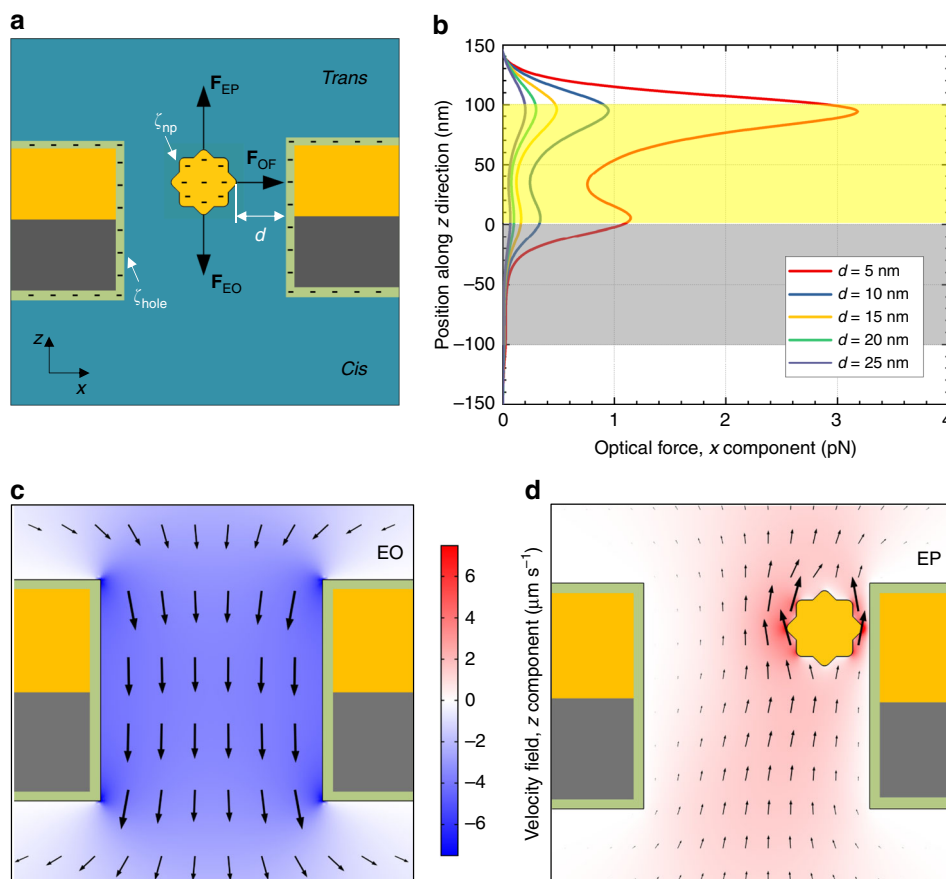 a
Trans
F_EP
ζ_np
F_OF
d
F_EO
ζ_hole
z
x
Cis
b
Position along z direction (nm)
150
100
50
0
−50
−100
−150
d = 5 nm
d = 10 nm
d = 15 nm
d = 20 nm
d = 25 nm
0
1
2
3
4
Optical force, x component (pN)
c
EO
6
4
2
0
−2
−4
−6
Velocity field, z component (μm s⁻¹)
d
EP